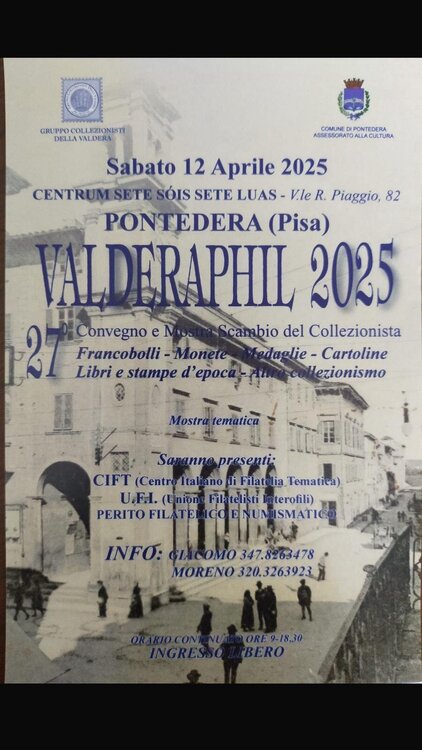 GRUPPO COLLEZIONISTI
DELLA VALDERA
COMUNE DI PONTEDERA
ASSESSORATO ALLA CULTURA
Sabato 12 Aprile 2025
CENTRUM SETE SÓIS SETE LUAS - V.le R. Piaggio, 82
PONTEDERA (Pisa)
VALDERAPHIL 2025
27° Convegno e Mostra Scambio del Collezionista
Francobolli - Monete - Medaglie - Cartoline
Libri e stampe d'epoca - Altro collezionismo
Mostra tematica
Saranno presenti:
CIFT (Centro Italiano di Filatelia Tematica)
U.F.I. (Unione Filatelisti Interofili)
PERITO FILATELICO E NUMISMATICO
INFO: GIACOMO 347.8263478
MORENO 320.3263923
ORARIO CONTINUATO ORE 9-18,30
INGRESSO LIBERO